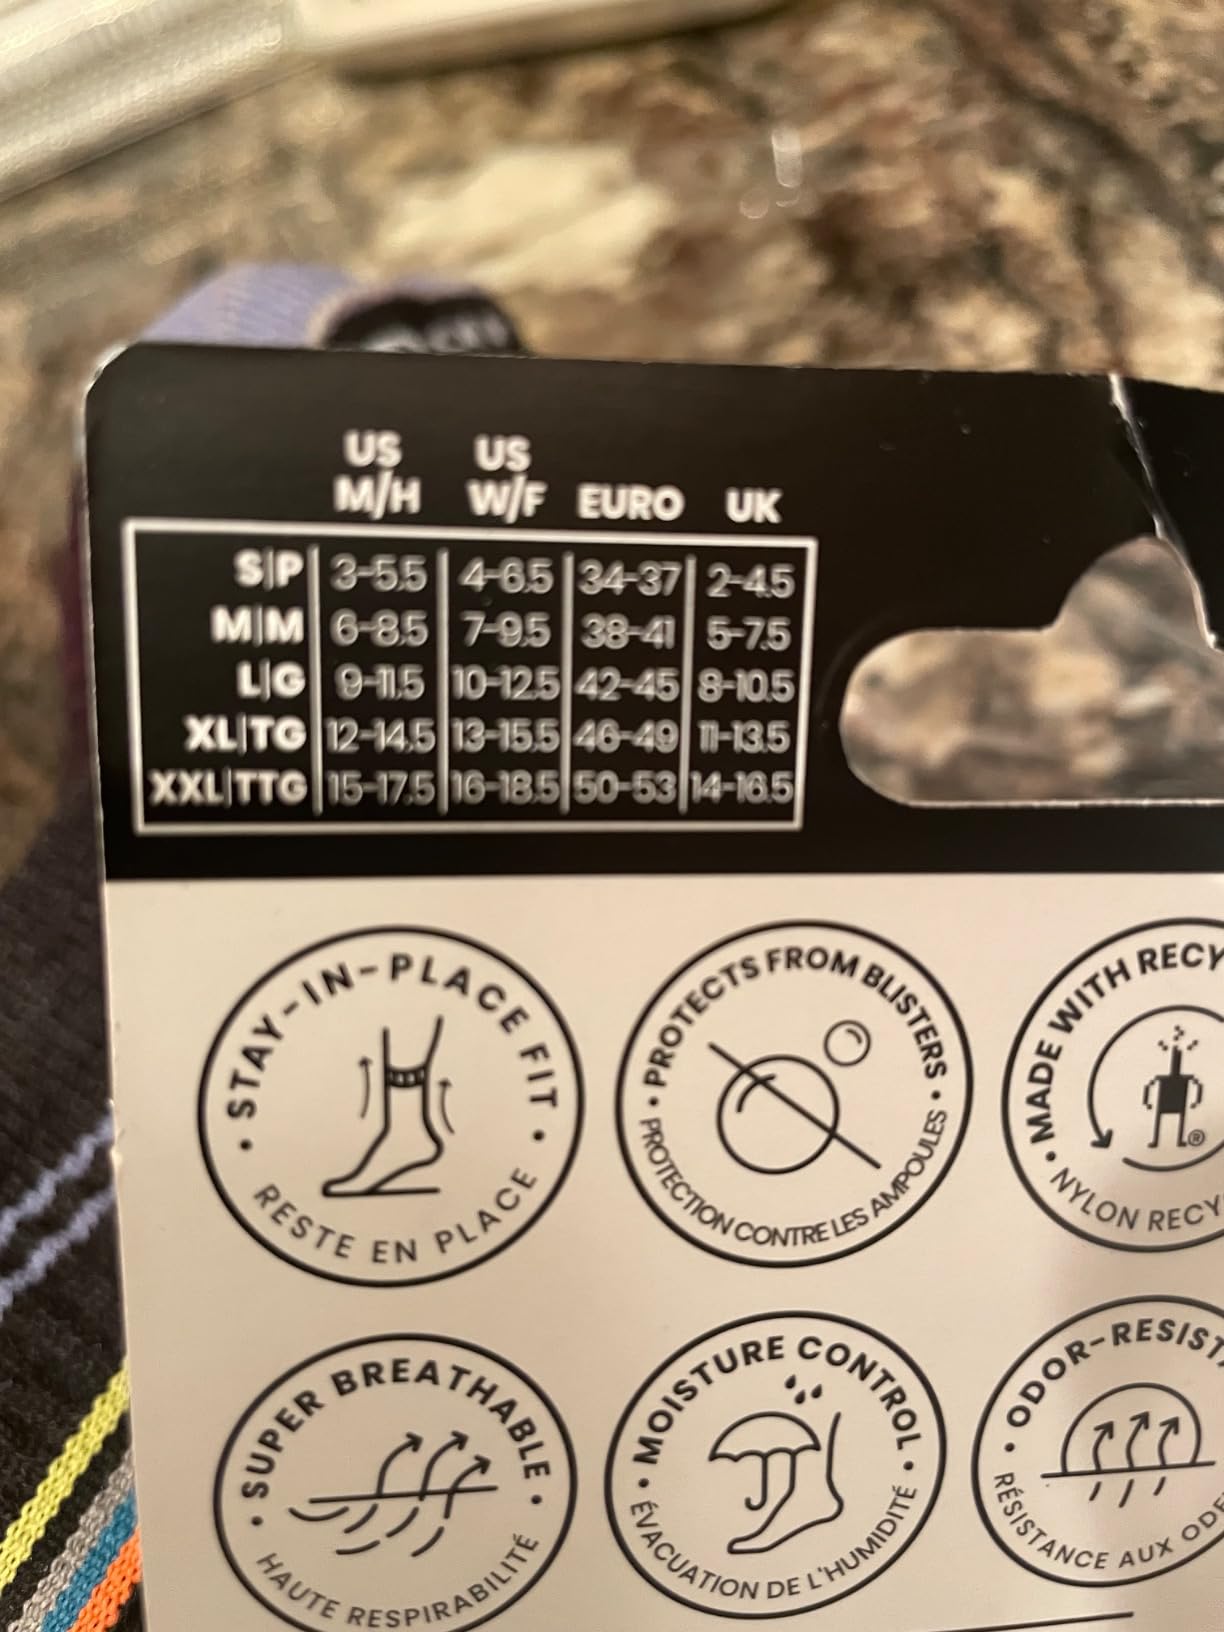 US US
M/H W/F EURO UK
S|P 3-5.5 4-6.5 34-37 2-4.5
M|M 6-8.5 7-9.5 38-41 5-7.5
L|G 9-11.5 10-12.5 42-45 8-10.5
XL|TG 12-14.5 13-15.5 46-49 11-13.5
XXL|TTG 15-17.5 16-18.5 50-53 14-16.5
• STAY-IN-PLACE FIT •
RESTE EN PLACE
• PROTECTS FROM BLISTERS •
PROTECTION CONTRE LES AMPOULES
• MADE WITH RECY
®
NYLON RECY
• SUPER BREATHABLE •
HAUTE RESPIRABILITÉ
• MOISTURE CONTROL •
ÉVACUATION DE L'HUMIDITÉ
• ODOR-RESIST
RÉSISTANCE AUX ODE